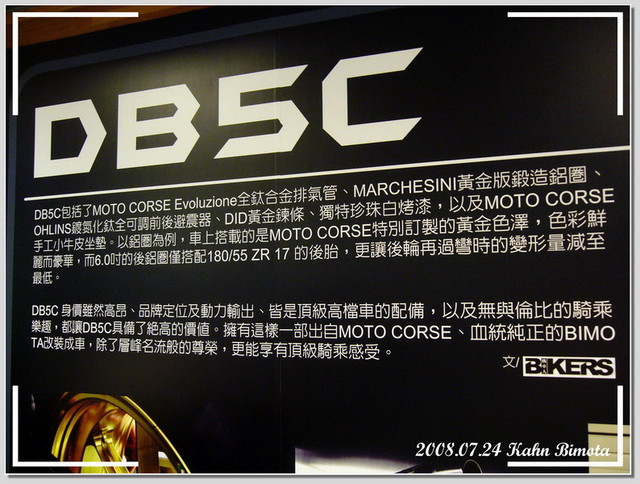 DB5C
DB5C包括了MOTO CORSE Evoluzione全鈦合金排氣管、MARCHESINI黃金版鍛造鋁圈、
OHLINS鍍氮化鈦全可調前後避震器、DID黃金鍊條、獨特珍珠白烤漆，以及MOTO CORSE
手工小牛皮坐墊。以鋁圈為例，車上搭載的是MOTO CORSE特別訂製的黃金色澤，色彩鮮
麗而豪華，而6.0吋的後鋁圈僅搭配180/55 ZR 17 的後胎，更讓後輪再過彎時的變形量減至
最低。
DB5C 身價雖然高昂、品牌定位及動力輸出、皆是頂級高檔車的配備，以及無與倫比的騎乘
樂趣，都讓DB5C具備了絕高的價值。擁有這樣一部出自MOTO CORSE、血統純正的BIMO
TA改裝成車，除了層峰名流般的尊榮，更能享有頂級騎乘感受。
文/BIKERS
2008.07.24 Kahn Bimota